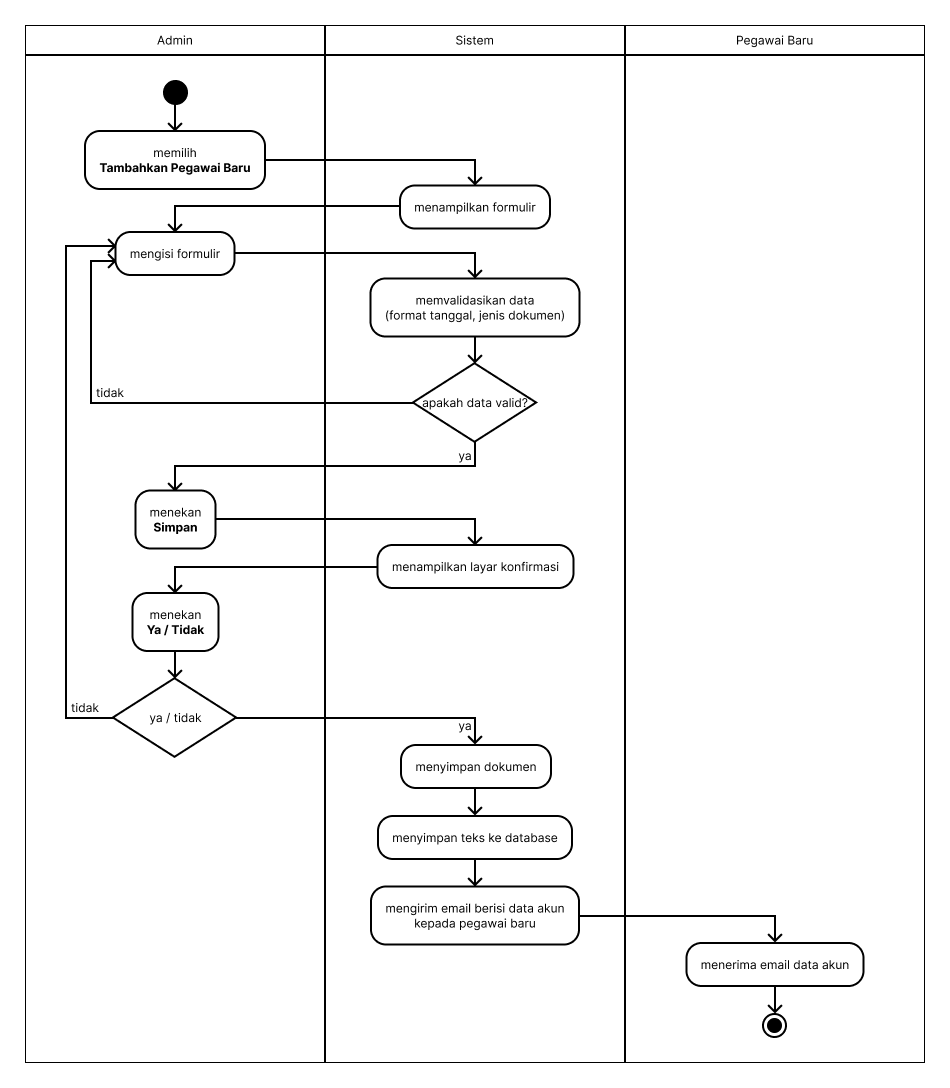 Admin
Sistem
Pegawai Baru
memilih
Tambahkan Pegawai Baru
menampilkan formulir
mengisi formulir
memvalidasikan data
(format tanggal, jenis dokumen)
tidak
apakah data valid?
ya
menekan
Simpan
menampilkan layar konfirmasi
menekan
Ya / Tidak
tidak
ya / tidak
ya
menyimpan dokumen
menyimpan teks ke database
mengirim email berisi data akun
kepada pegawai baru
menerima email data akun